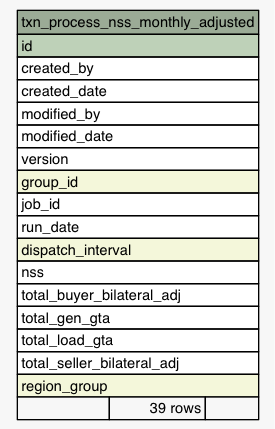 txn_process_nss_monthly_adjusted
id
created_by
created_date
modified_by
modified_date
version
group_id
job_id
run_date
dispatch_interval
nss
total_buyer_bilateral_adj
total_gen_gta
total_load_gta
total_seller_bilateral_adj
region_group
39 rows